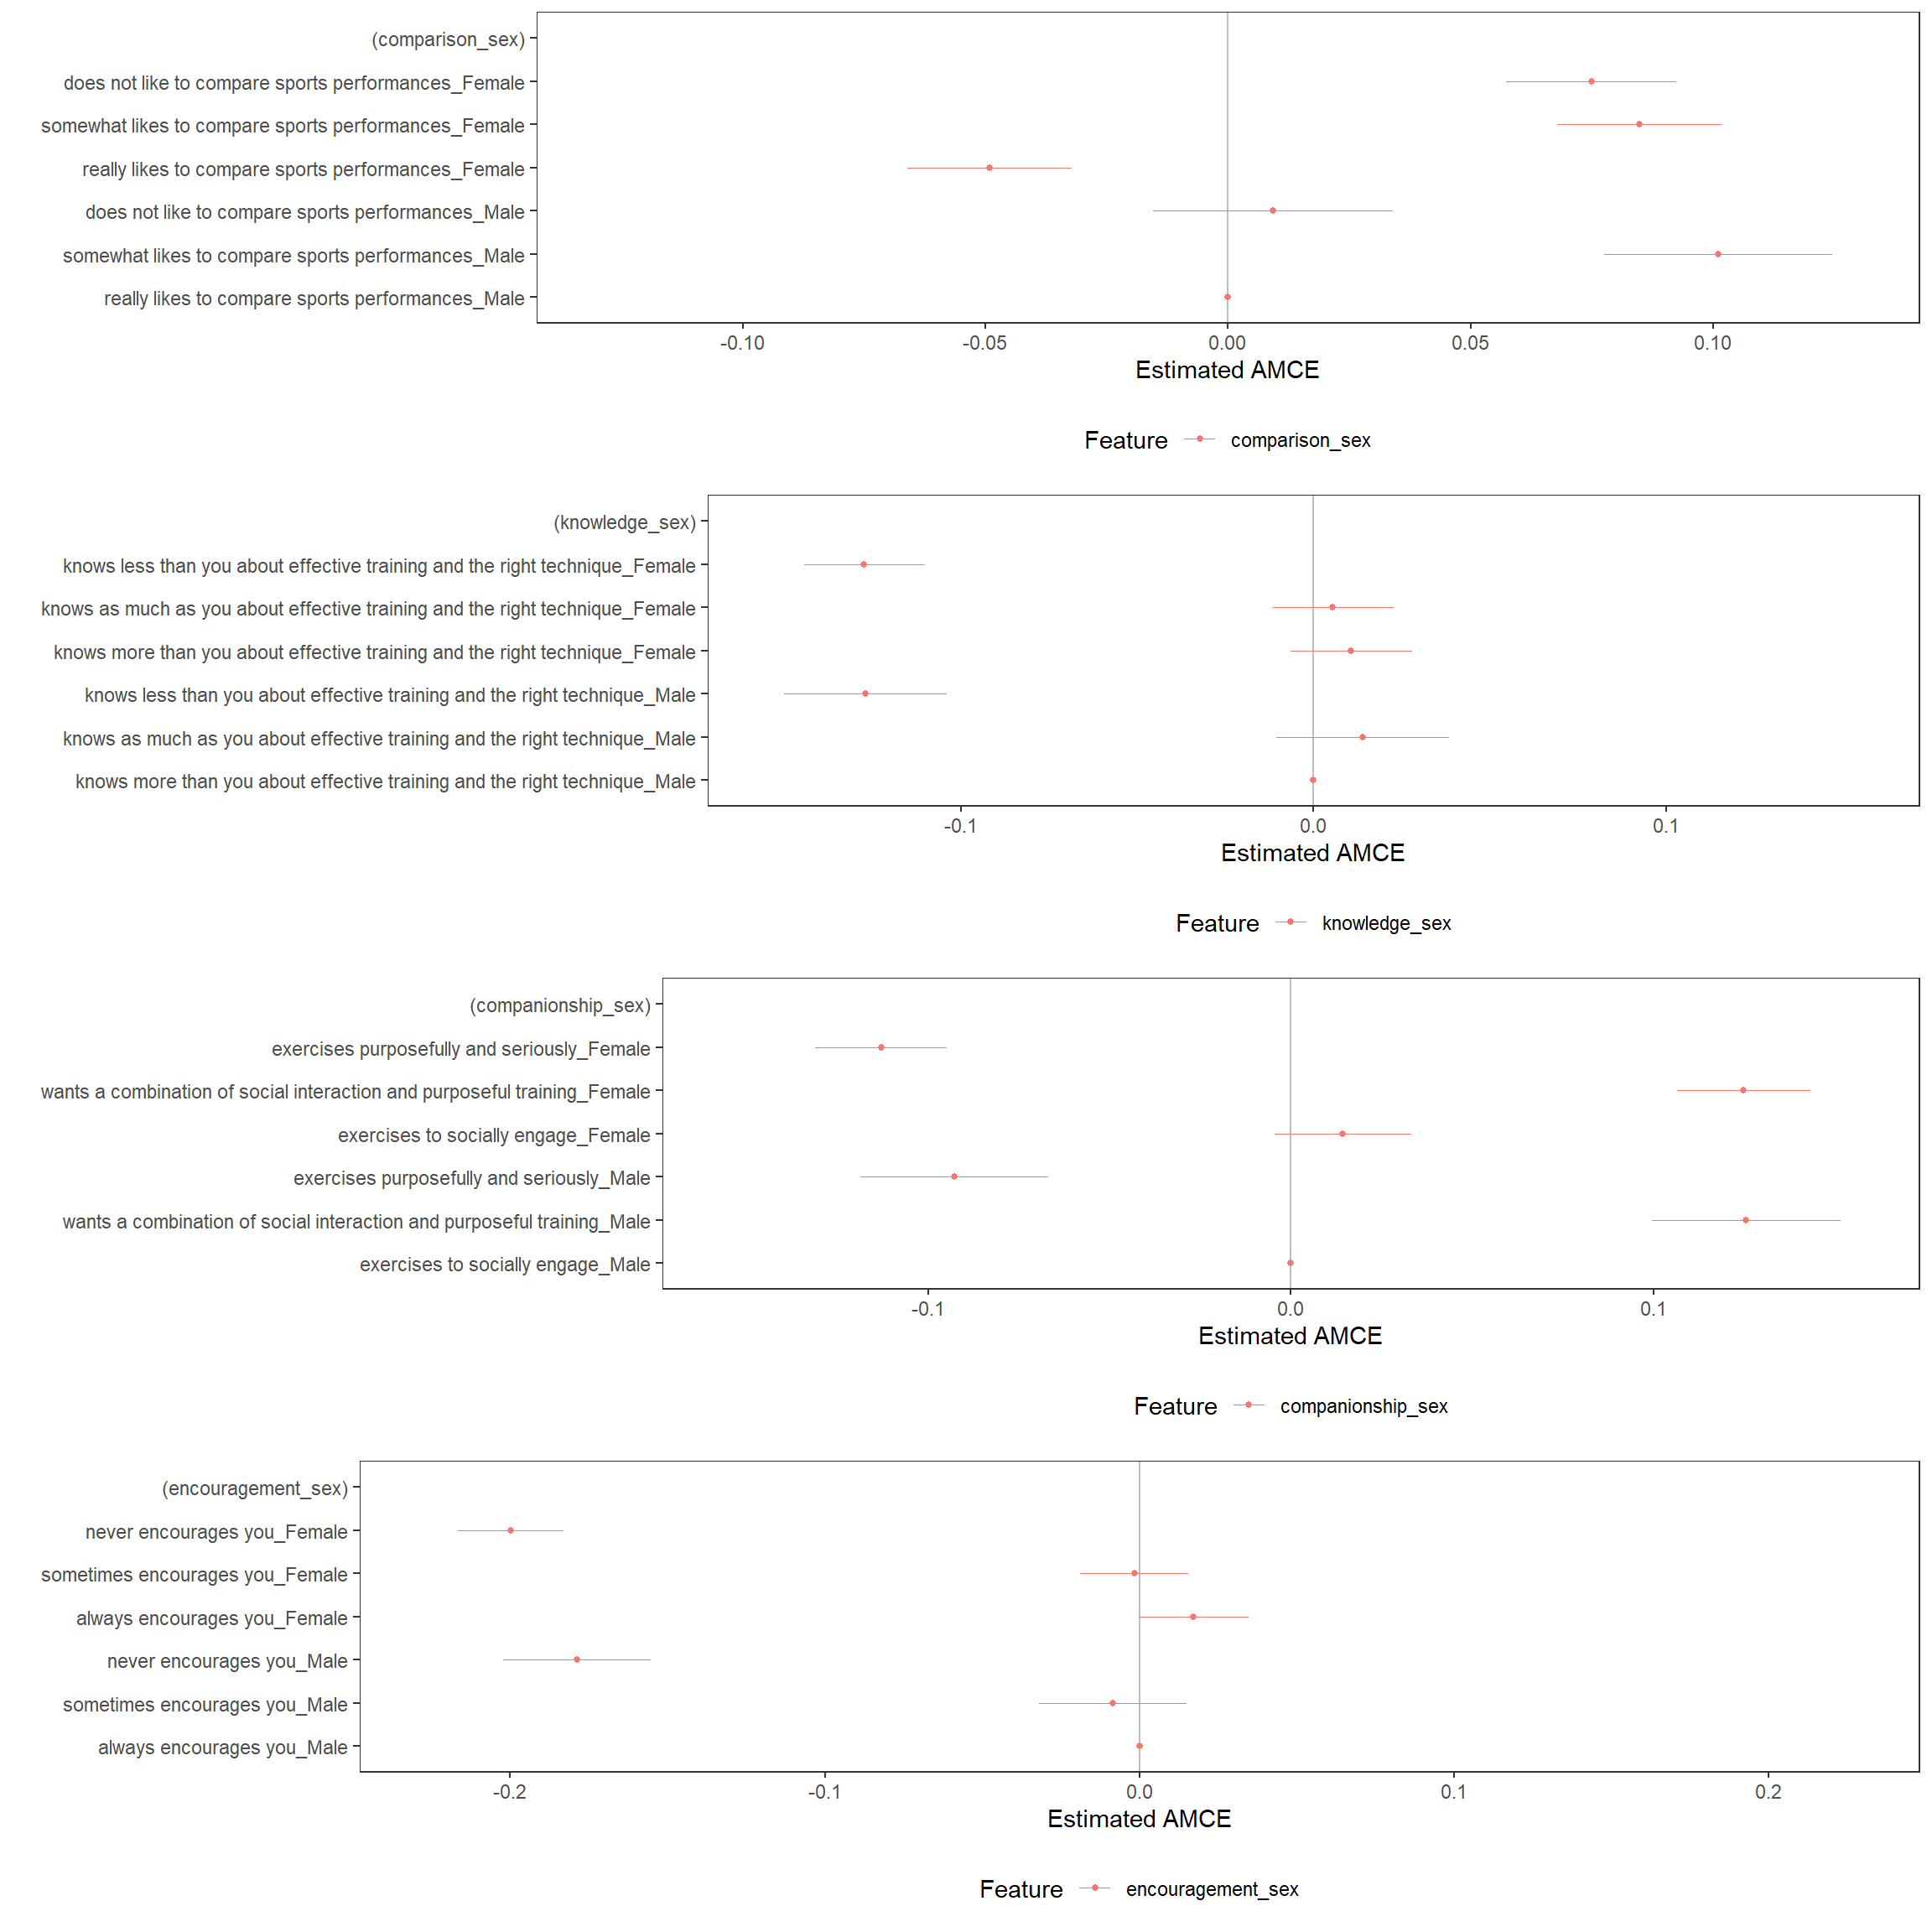 (comparison_sex)
does not like to compare sports performances_Female
somewhat likes to compare sports performances_Female
really likes to compare sports performances_Female
does not like to compare sports performances_Male
somewhat likes to compare sports performances_Male
really likes to compare sports performances_Male
-0.10 -0.05 0.00 0.05 0.10
Estimated AMCE
Feature comparison_sex
(knowledge_sex)
knows less than you about effective training and the right technique_Female
knows as much as you about effective training and the right technique_Female
knows more than you about effective training and the right technique_Female
knows less than you about effective training and the right technique_Male
knows as much as you about effective training and the right technique_Male
knows more than you about effective training and the right technique_Male
-0.1 0.0 0.1
Estimated AMCE
Feature knowledge_sex
(companionship_sex)
exercises purposefully and seriously_Female
wants a combination of social interaction and purposeful training_Female
exercises to socially engage_Female
exercises purposefully and seriously_Male
wants a combination of social interaction and purposeful training_Male
exercises to socially engage_Male
-0.1 0.0 0.1
Estimated AMCE
Feature companionship_sex
(encouragement_sex)
never encourages you_Female
sometimes encourages you_Female
always encourages you_Female
never encourages you_Male
sometimes encourages you_Male
always encourages you_Male
-0.2 -0.1 0.0 0.1 0.2
Estimated AMCE
Feature encouragement_sex